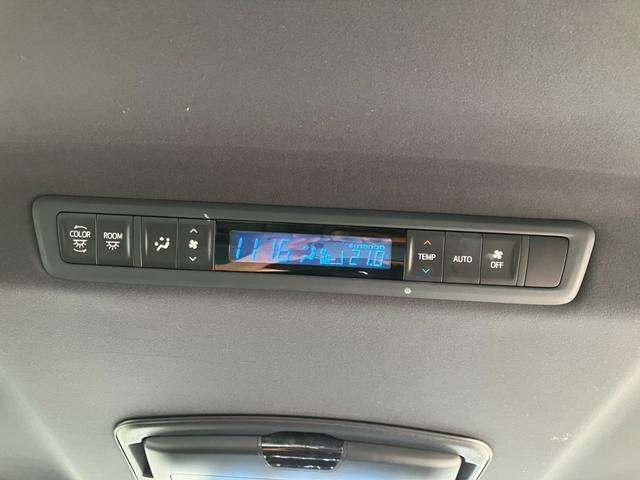 COLOR
ROOM
11:16
27.0
TEMP
AUTO
OFF